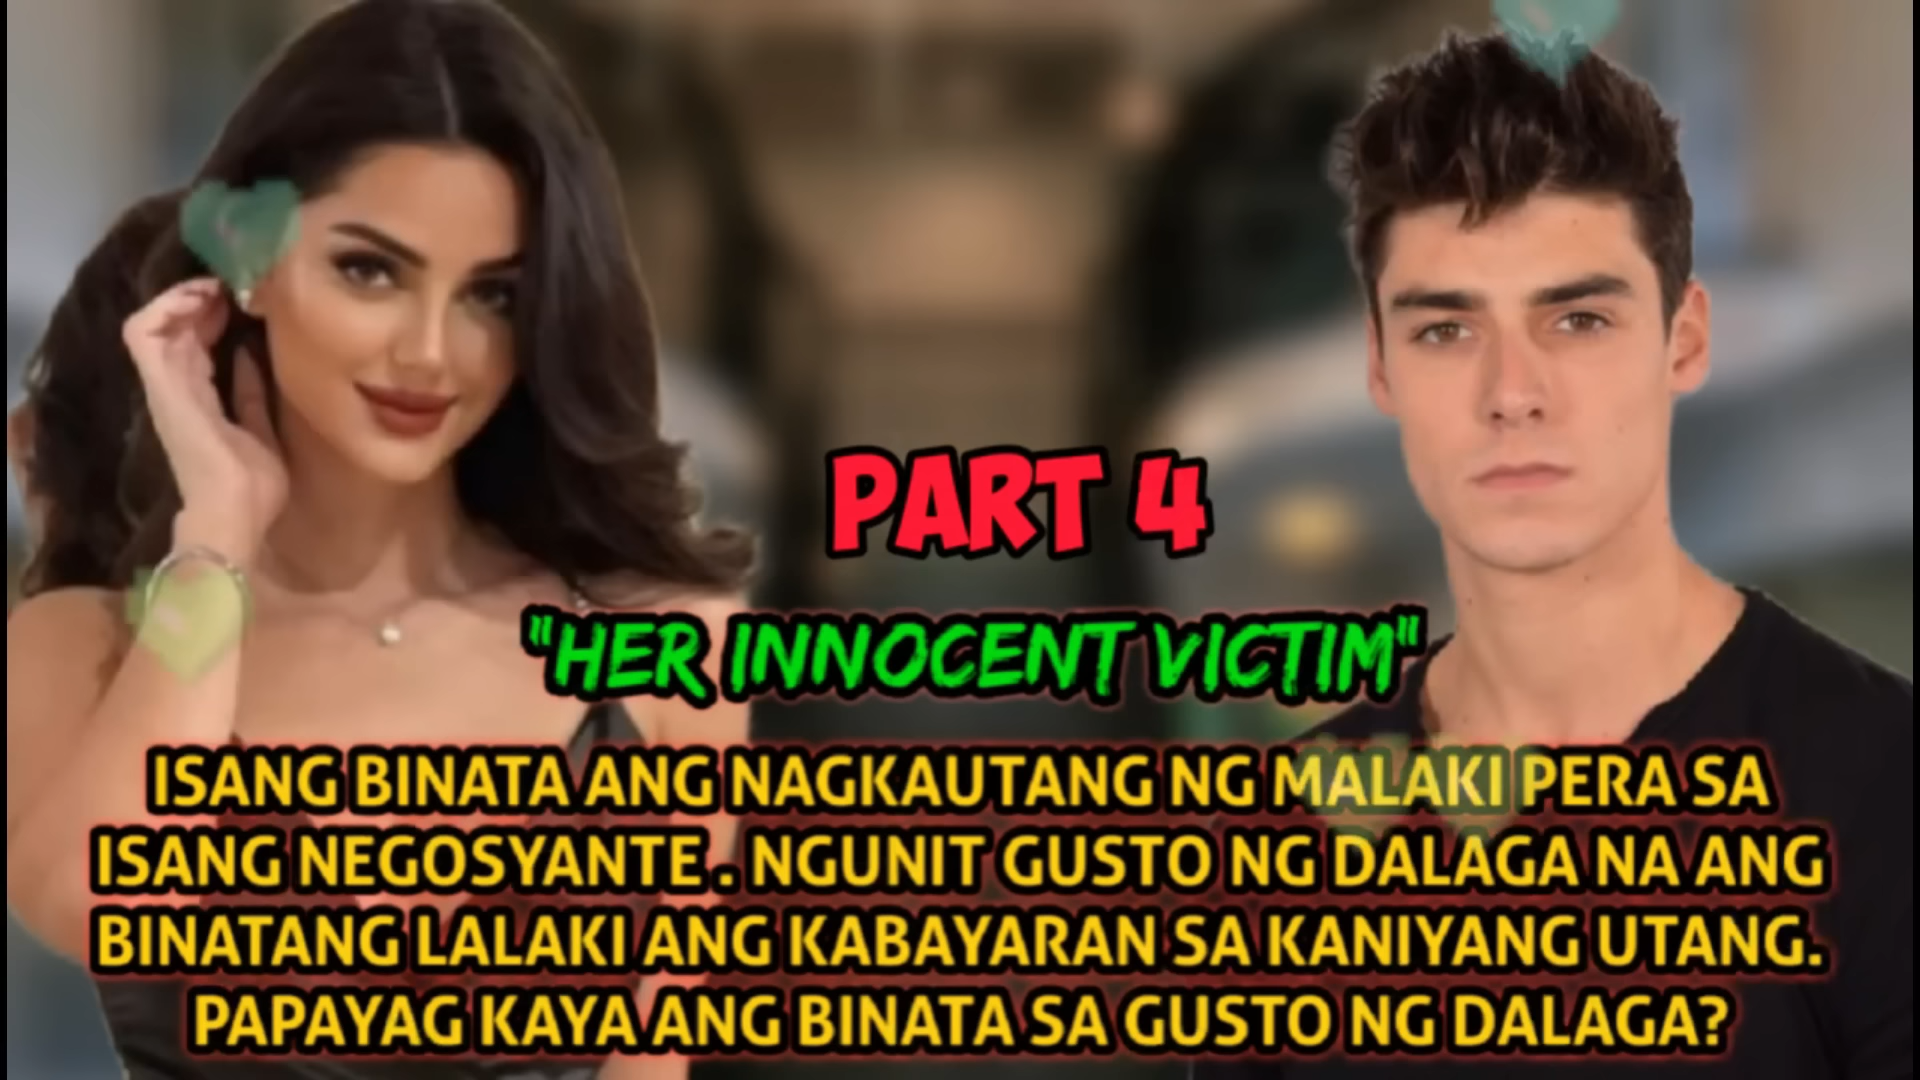 PART 4
"HER INNOCENT VICTIM"
ISANG BINATA ANG NAGKAUTANG NG MALAKI PERA SA
ISANG NEGOSYANTE . NGUNIT GUSTO NG DALAGA NA ANG
BINATANG LALAKI ANG KABAYARAN SA KANIYANG UTANG.
PAPAYAG KAYA ANG BINATA SA GUSTO NG DALAGA?